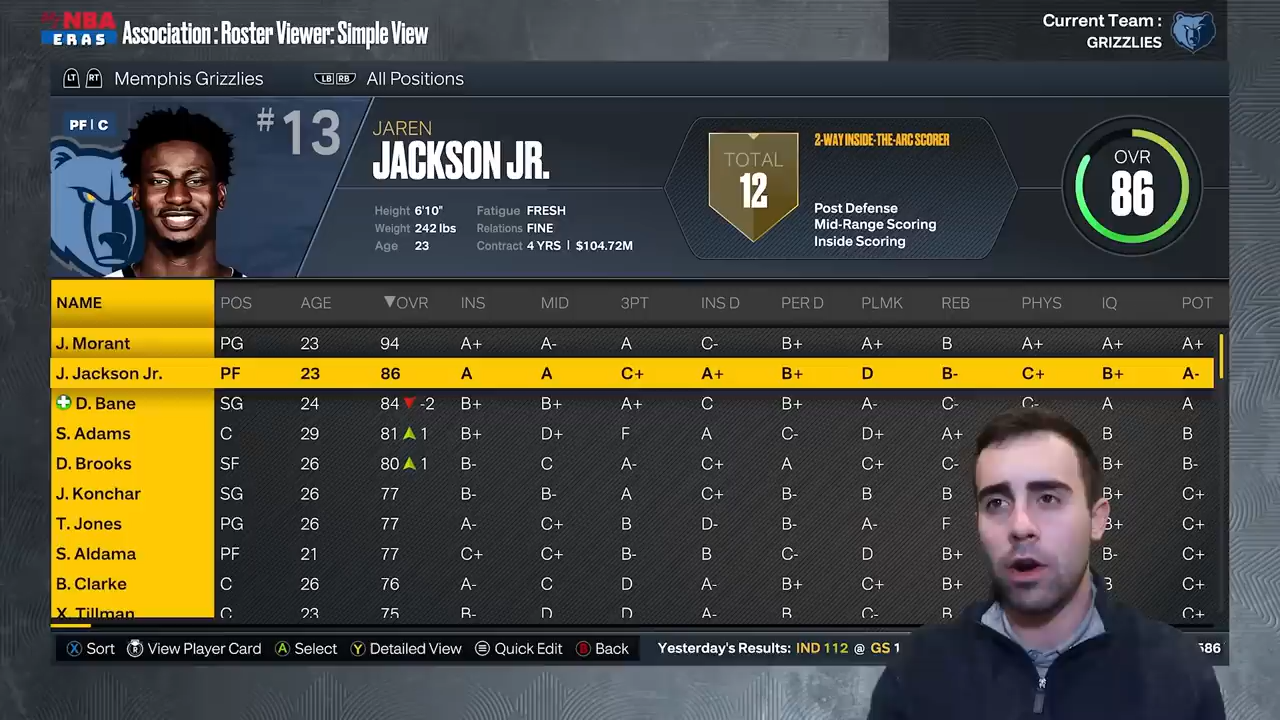 NBA
ERAS
Association : Roster Viewer: Simple View
Current Team :
GRIZZLIES
LT RT Memphis Grizzlies LB RB All Positions
PF | C
#13
JAREN
JACKSON JR.
Height 6'10" Fatigue FRESH
Weight 242 lbs Relations FINE
Age 23 Contract 4 YRS | $104.72M
TOTAL
12
2-WAY INSIDE-THE-ARC SCORER
Post Defense
Mid-Range Scoring
Inside Scoring
OVR
86
NAME POS AGE ▼OVR INS MID 3PT INS D PER D PLMK REB PHYS IQ POT
J. Morant PG 23 94 A+ A- A C- B+ A+ B A+ A+ A+
J. Jackson Jr. PF 23 86 A A C+ A+ B+ D B- C+ B+ A-
D. Bane SG 24 84 ▼ -2 B+ B+ A+ C B+ A- C- C- A A
S. Adams C 29 81 ▲ 1 B+ D+ F A C- D+ A+ B B
D. Brooks SF 26 80 ▲ 1 B- C A- C+ A C+ C- B+ B-
J. Konchar SG 26 77 B- B- A C+ B- B B B+ C+
T. Jones PG 26 77 A- C+ B D- B- A- F B+ C+
S. Aldama PF 21 77 C+ C+ B- B C- D B+ B- C+
B. Clarke C 26 76 A- C D A- B+ C+ B+ B C+
X. Tillman C 23 75 B- D D A- B C- B C+
X Sort R View Player Card A Select Y Detailed View Quick Edit B Back
Yesterday's Results: IND 112 @ GS 1
586